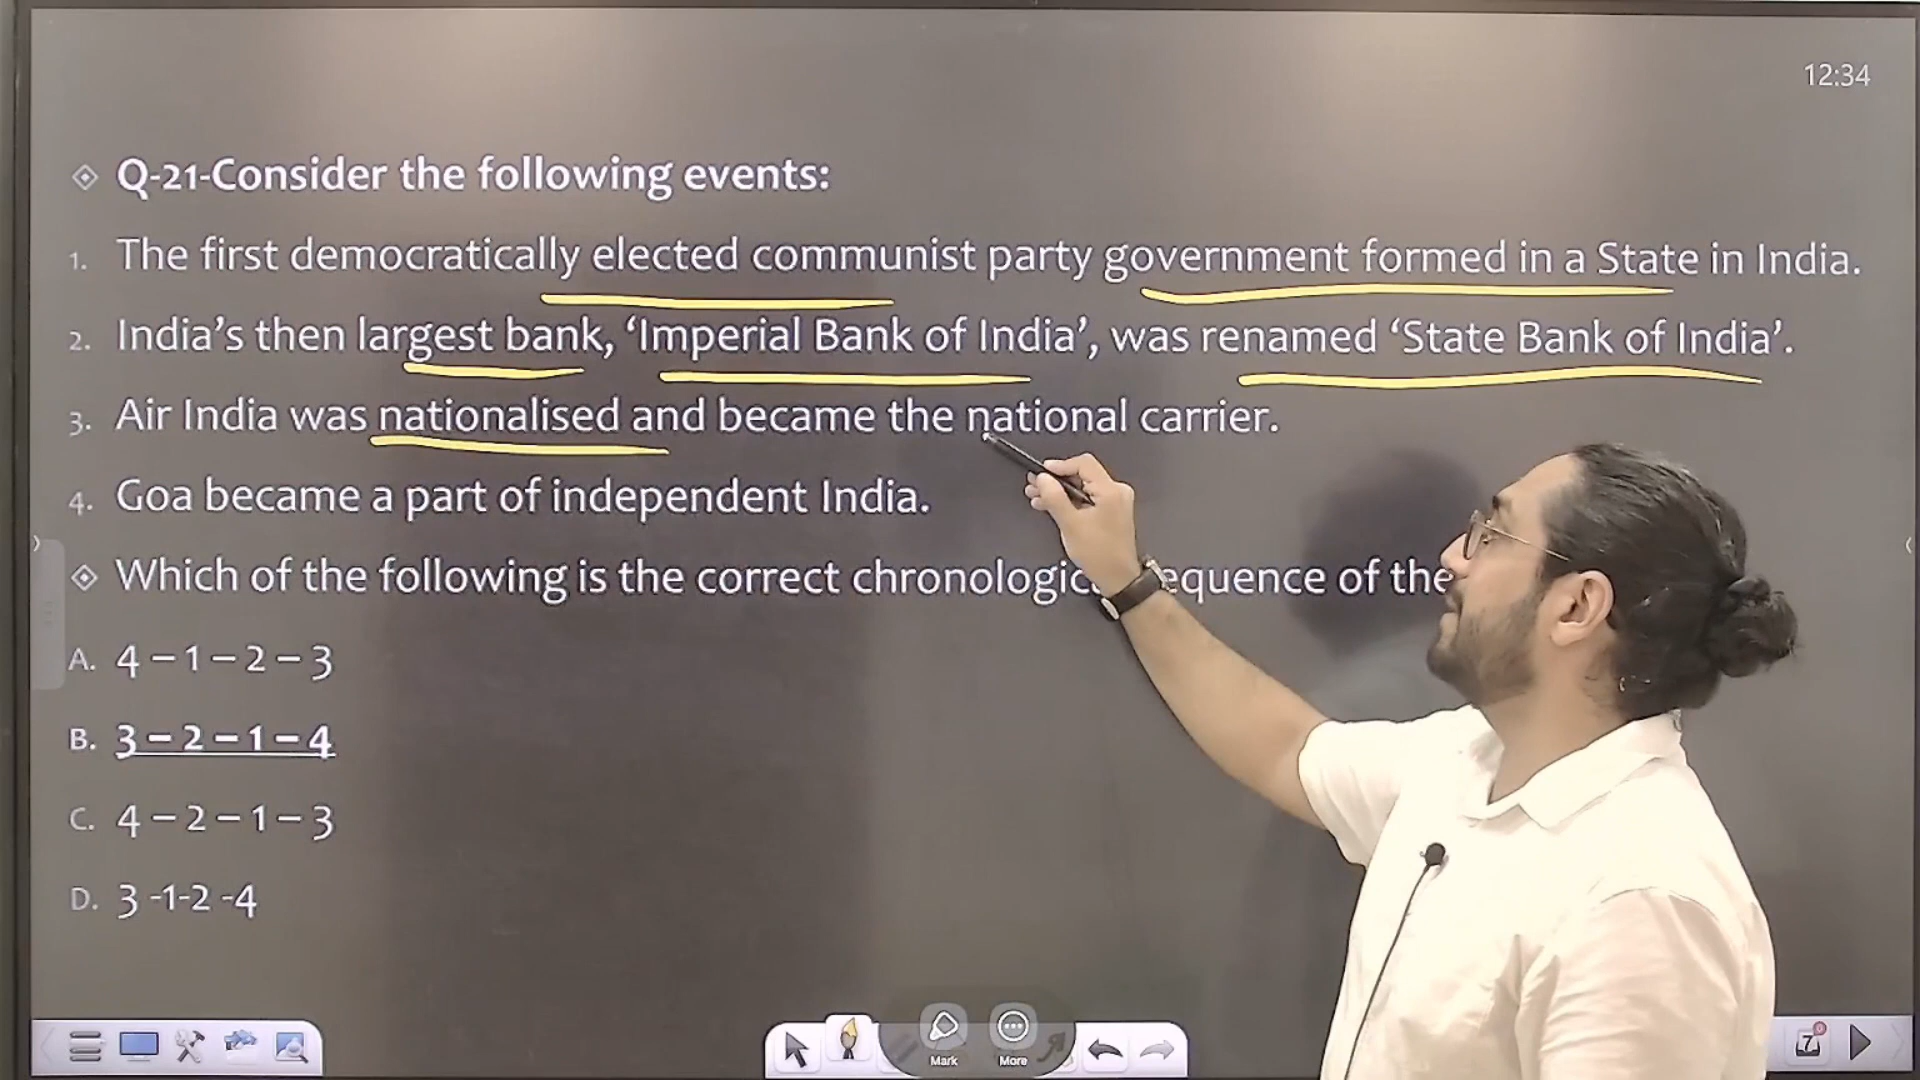 12:34
Q-21-Consider the following events:
1. The first democratically elected communist party government formed in a State in India.
2. India's then largest bank, 'Imperial Bank of India', was renamed 'State Bank of India'.
3. Air India was nationalised and became the national carrier.
4. Goa became a part of independent India.
Which of the following is the correct chronologic equence of the
A. 4 – 1 – 2 – 3
B. 3 – 2 – 1 – 4
C. 4 – 2 – 1 – 3
D. 3 -1-2 -4
Mark More
7